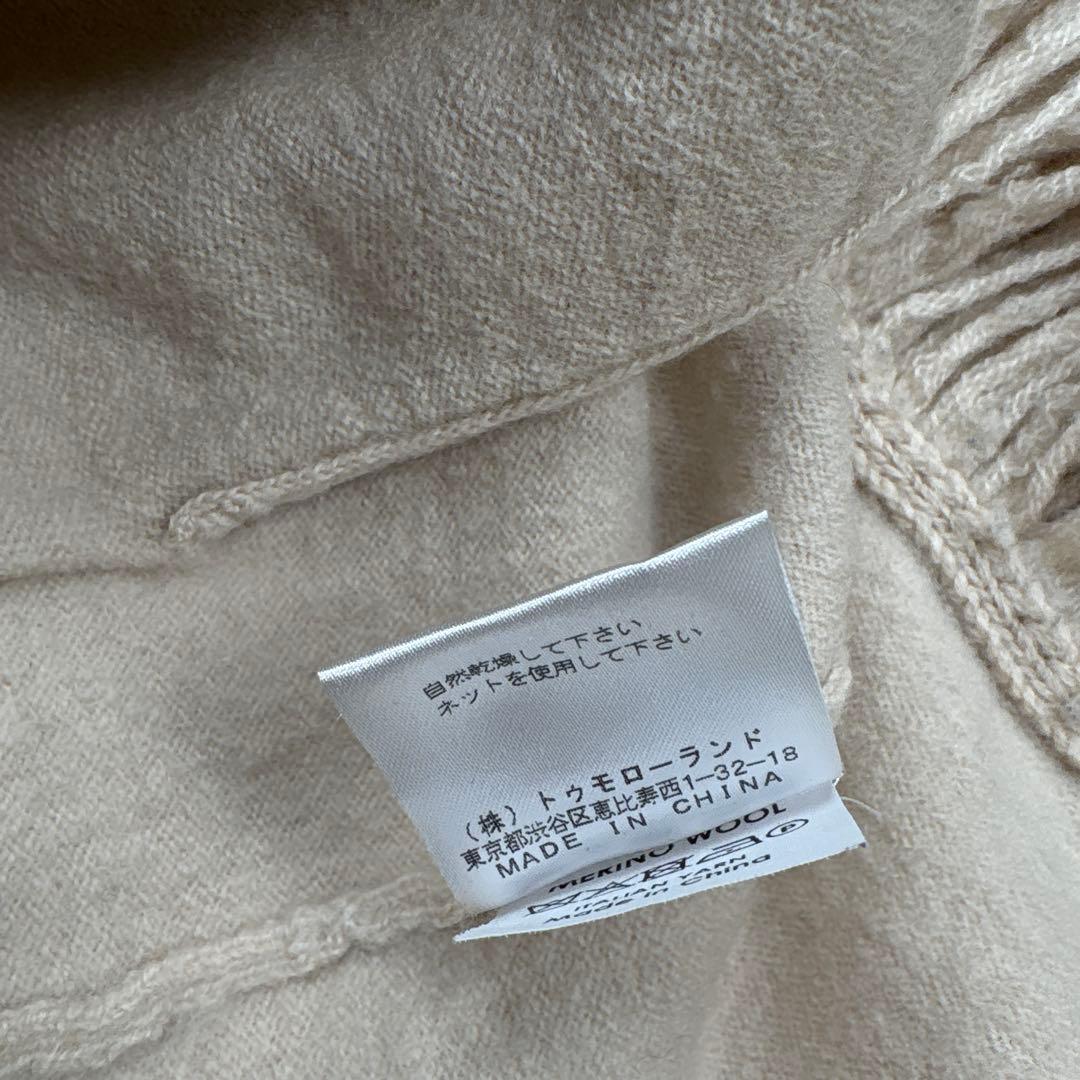 自然乾燥して下さい
ネットを使用して下さい
(株) トゥモローランド
東京都渋谷区恵比寿西1-32-18
MADE IN CHINA
MERINO WOOL
ITALIAN YARN
Made in China